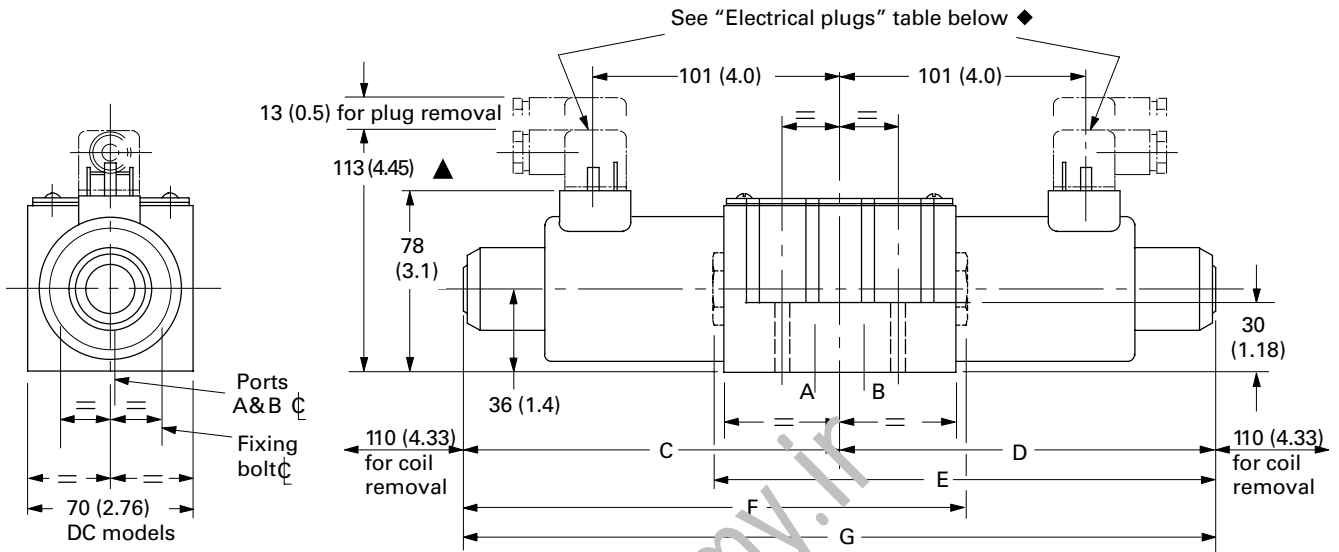 See “Electrical plugs” table below ◆
101 (4.0)
101 (4.0)
13 (0.5) for plug removal
113 (4.45) ▲
78
(3.1)
30
(1.18)
36 (1.4)
A
B
Ports
A&B ℄
Fixing
bolt ℄
70 (2.76)
DC models
110 (4.33)
for coil
removal
C
D
110 (4.33)
for coil
removal
E
F
G
my.ir